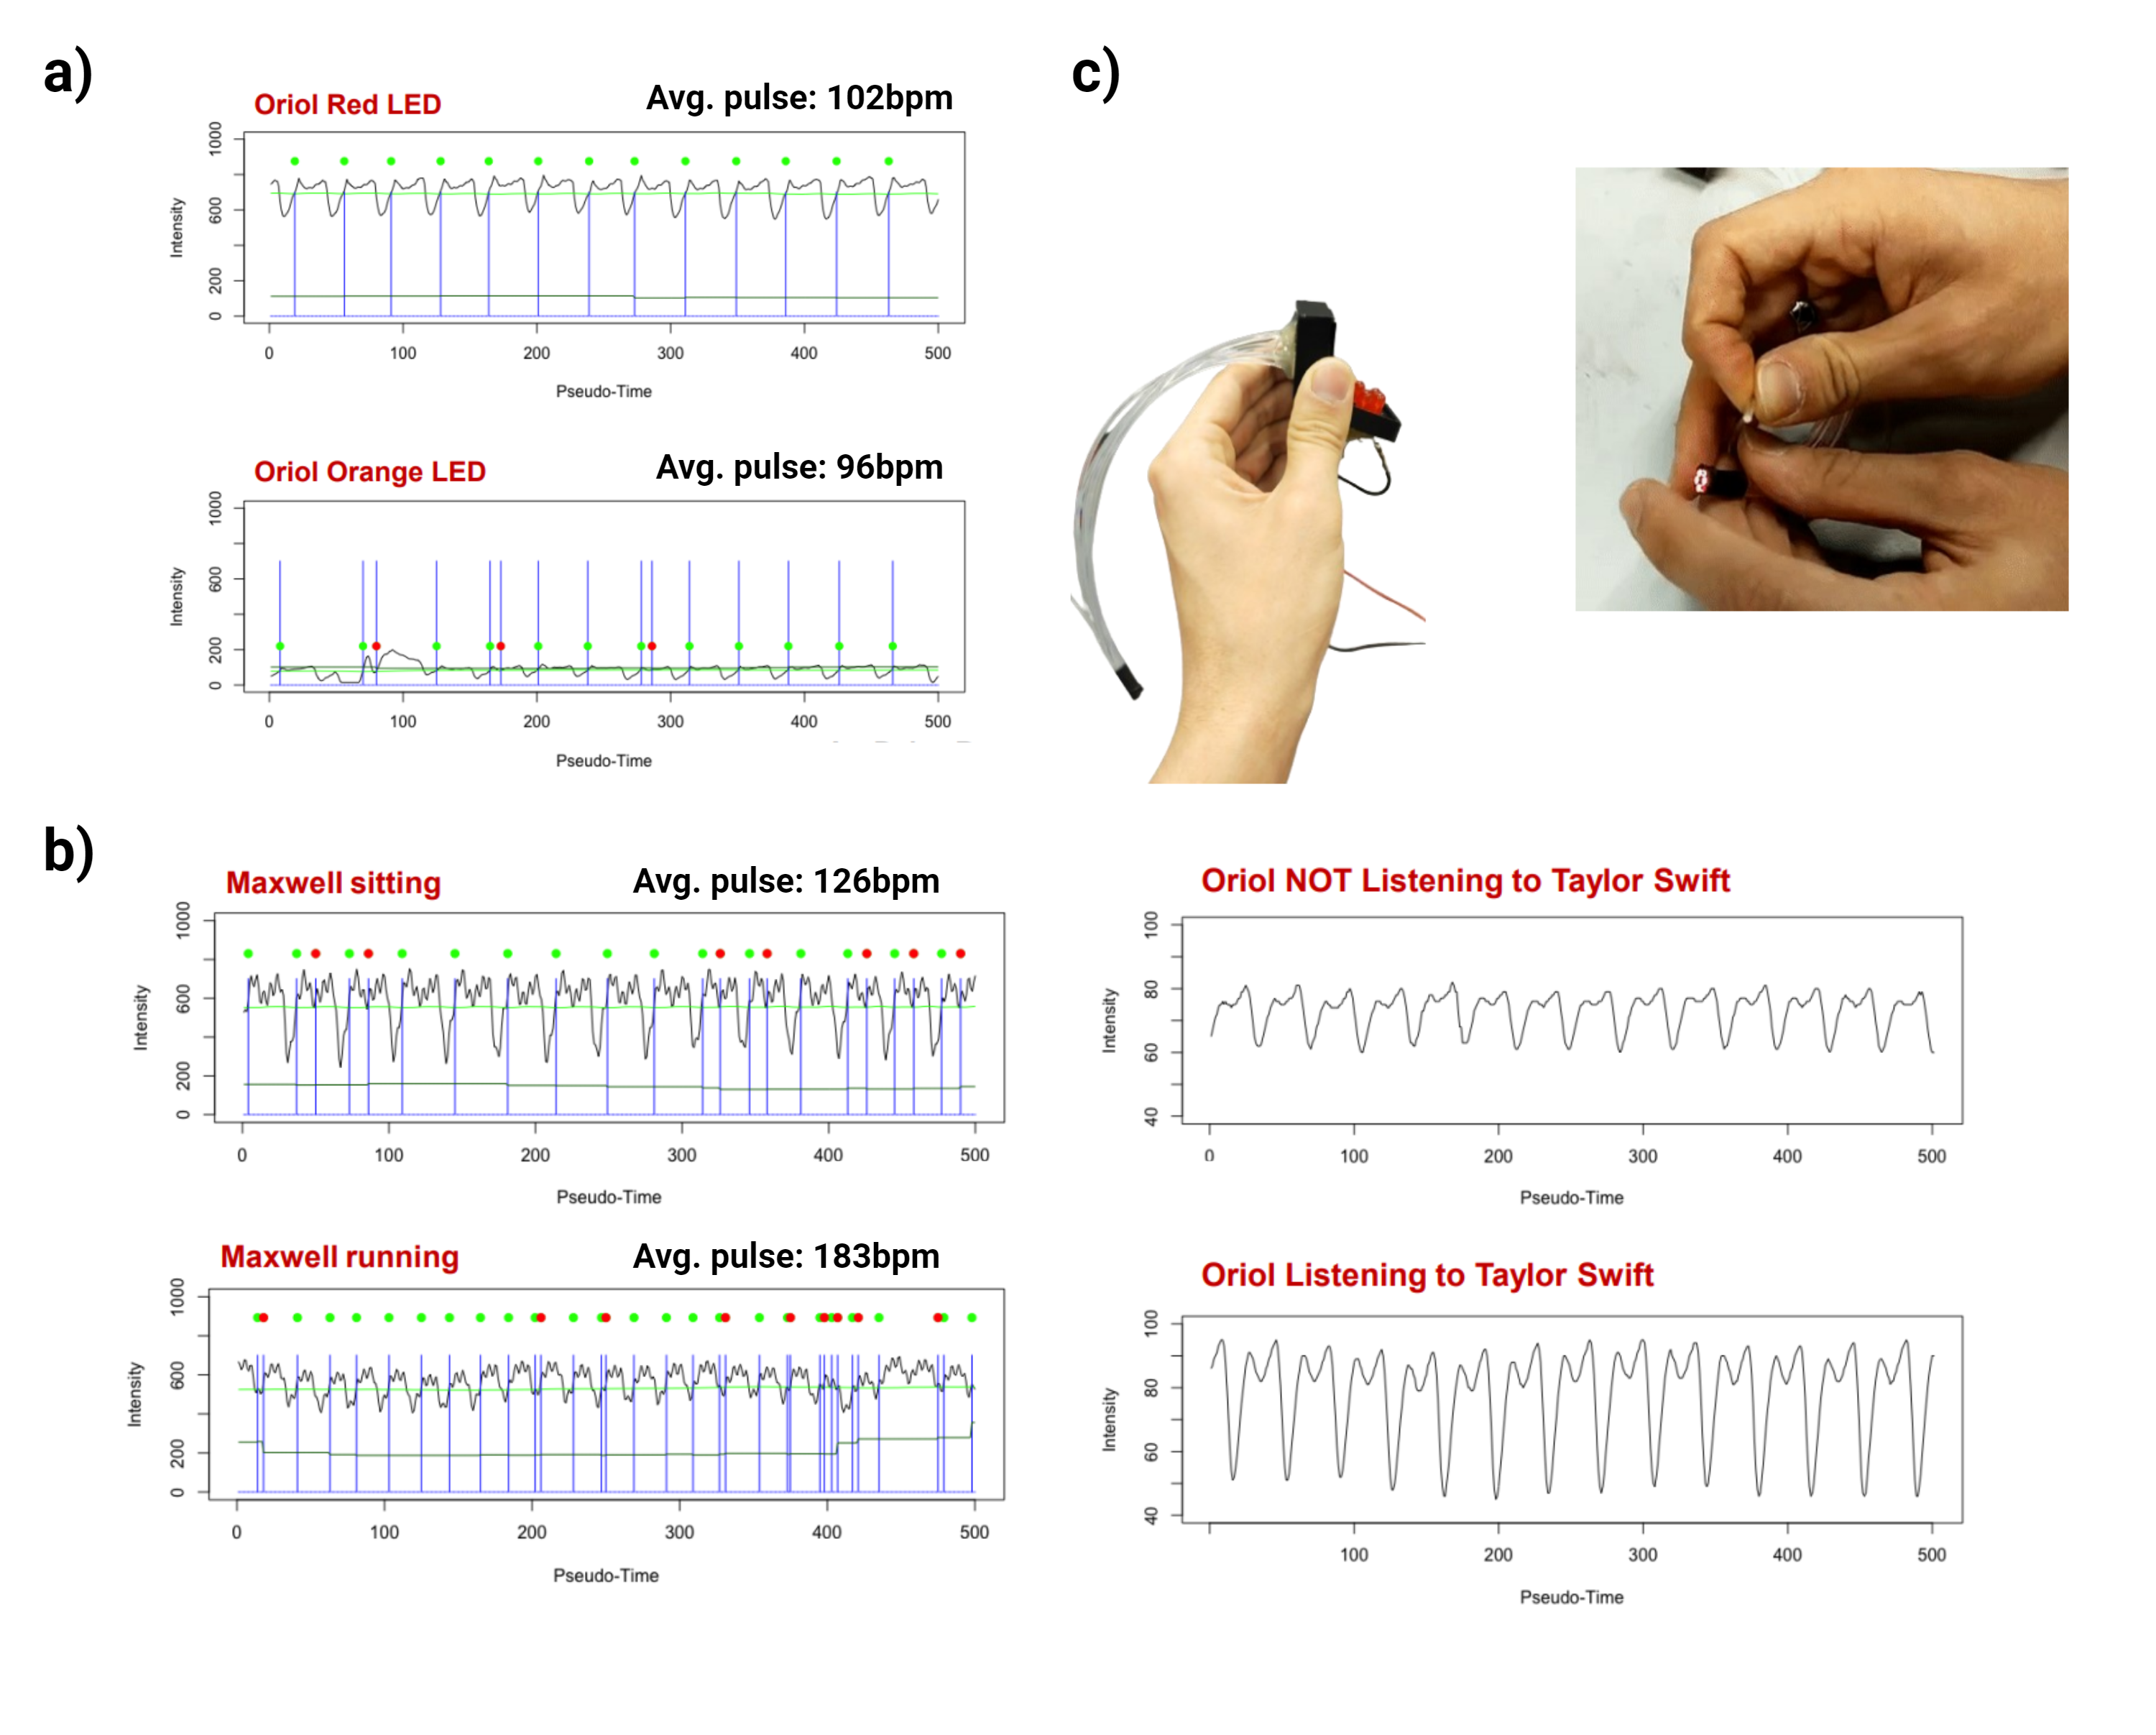 a)
Oriol Red LED
Avg. pulse: 102bpm
1000
600
200
0
Intensity
0 100 200 300 400 500
Pseudo-Time
Oriol Orange LED
Avg. pulse: 96bpm
1000
600
200
0
Intensity
0 100 200 300 400 500
Pseudo-Time
c)
b)
Maxwell sitting
Avg. pulse: 126bpm
1000
600
200
0
Intensity
0 100 200 300 400 500
Pseudo-Time
Maxwell running
Avg. pulse: 183bpm
1000
600
200
0
Intensity
0 100 200 300 400 500
Pseudo-Time
Oriol NOT Listening to Taylor Swift
100
80
60
40
Intensity
0 100 200 300 400 500
Pseudo-Time
Oriol Listening to Taylor Swift
100
80
60
40
Intensity
100 200 300 400 500
Pseudo-Time